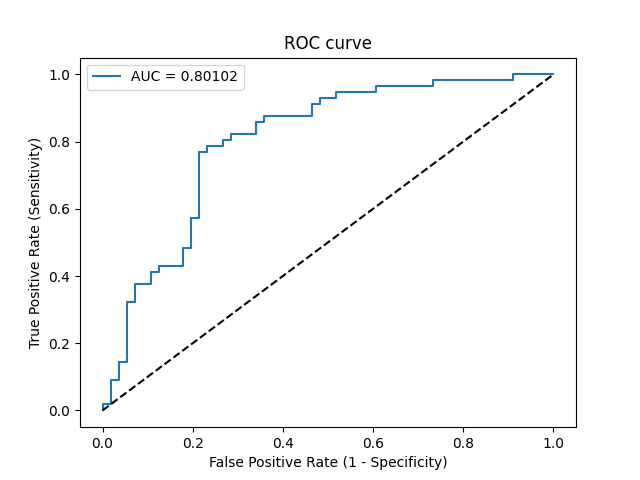 ROC curve
AUC = 0.80102
1.0
0.8
0.6
0.4
0.2
0.0
True Positive Rate (Sensitivity)
0.0 0.2 0.4 0.6 0.8 1.0
False Positive Rate (1 - Specificity)